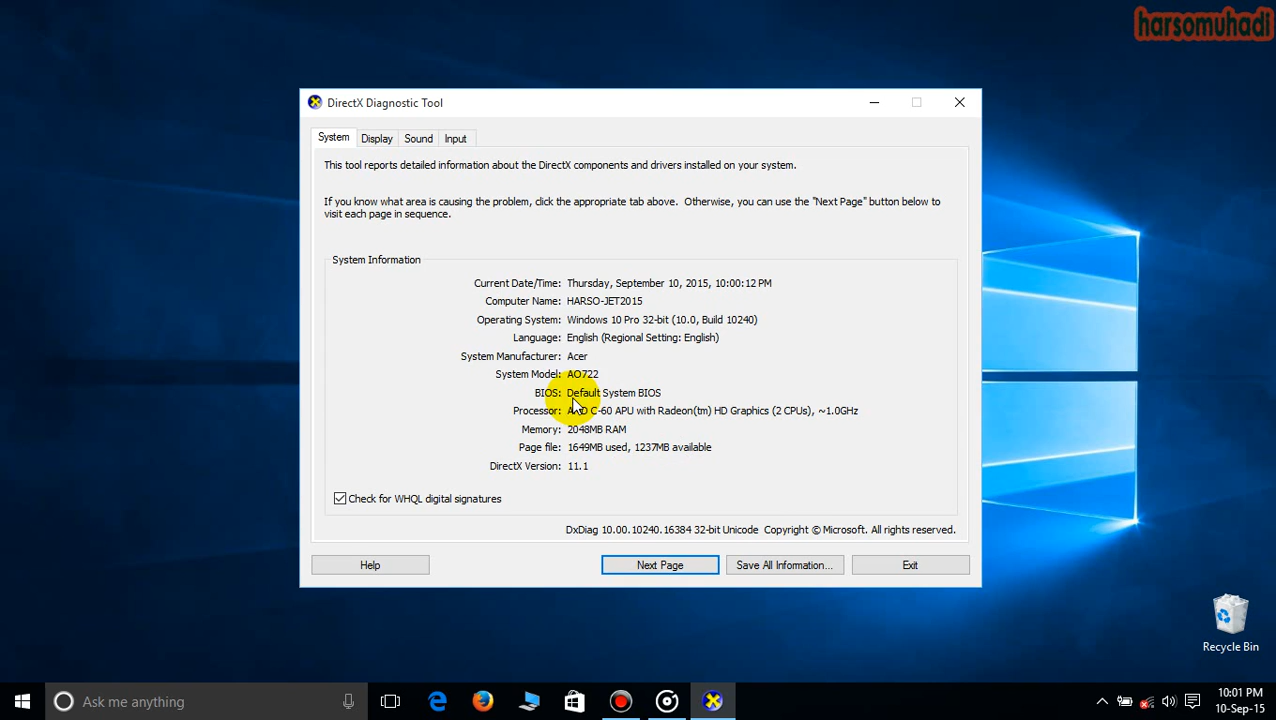 harsomuhadi
DirectX Diagnostic Tool
System Display Sound Input
This tool reports detailed information about the DirectX components and drivers installed on your system.
If you know what area is causing the problem, click the appropriate tab above. Otherwise, you can use the "Next Page" button below to
visit each page in sequence.
System Information
Current Date/Time: Thursday, September 10, 2015, 10:00:12 PM
Computer Name: HARSO-JET2015
Operating System: Windows 10 Pro 32-bit (10.0, Build 10240)
Language: English (Regional Setting: English)
System Manufacturer: Acer
System Model: AO722
BIOS: Default System BIOS
Processor: AMD C-60 APU with Radeon(tm) HD Graphics (2 CPUs), ~1.0GHz
Memory: 2048MB RAM
Page file: 1649MB used, 1237MB available
DirectX Version: 11.1
Check for WHQL digital signatures
DxDiag 10.00.10240.16384 32-bit Unicode Copyright © Microsoft. All rights reserved.
Help Next Page Save All Information... Exit
Recycle Bin
Ask me anything
10:01 PM
10-Sep-15